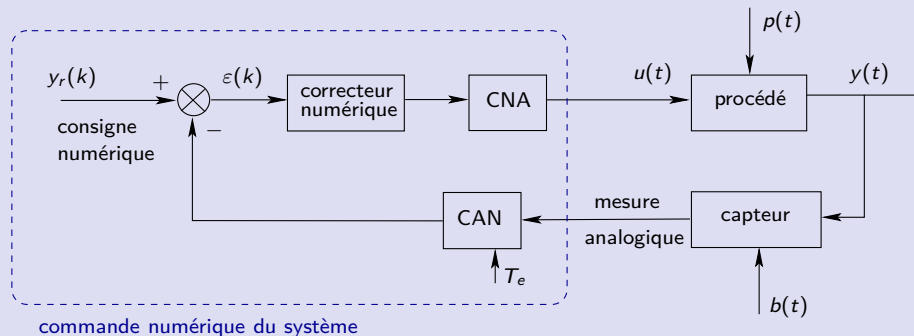 p(t)
y_r(k)
+
ε(k)
correcteur
numérique
CNA
u(t)
procédé
y(t)
consigne
numérique
−
CAN
mesure
analogique
capteur
T_e
b(t)
commande numérique du système